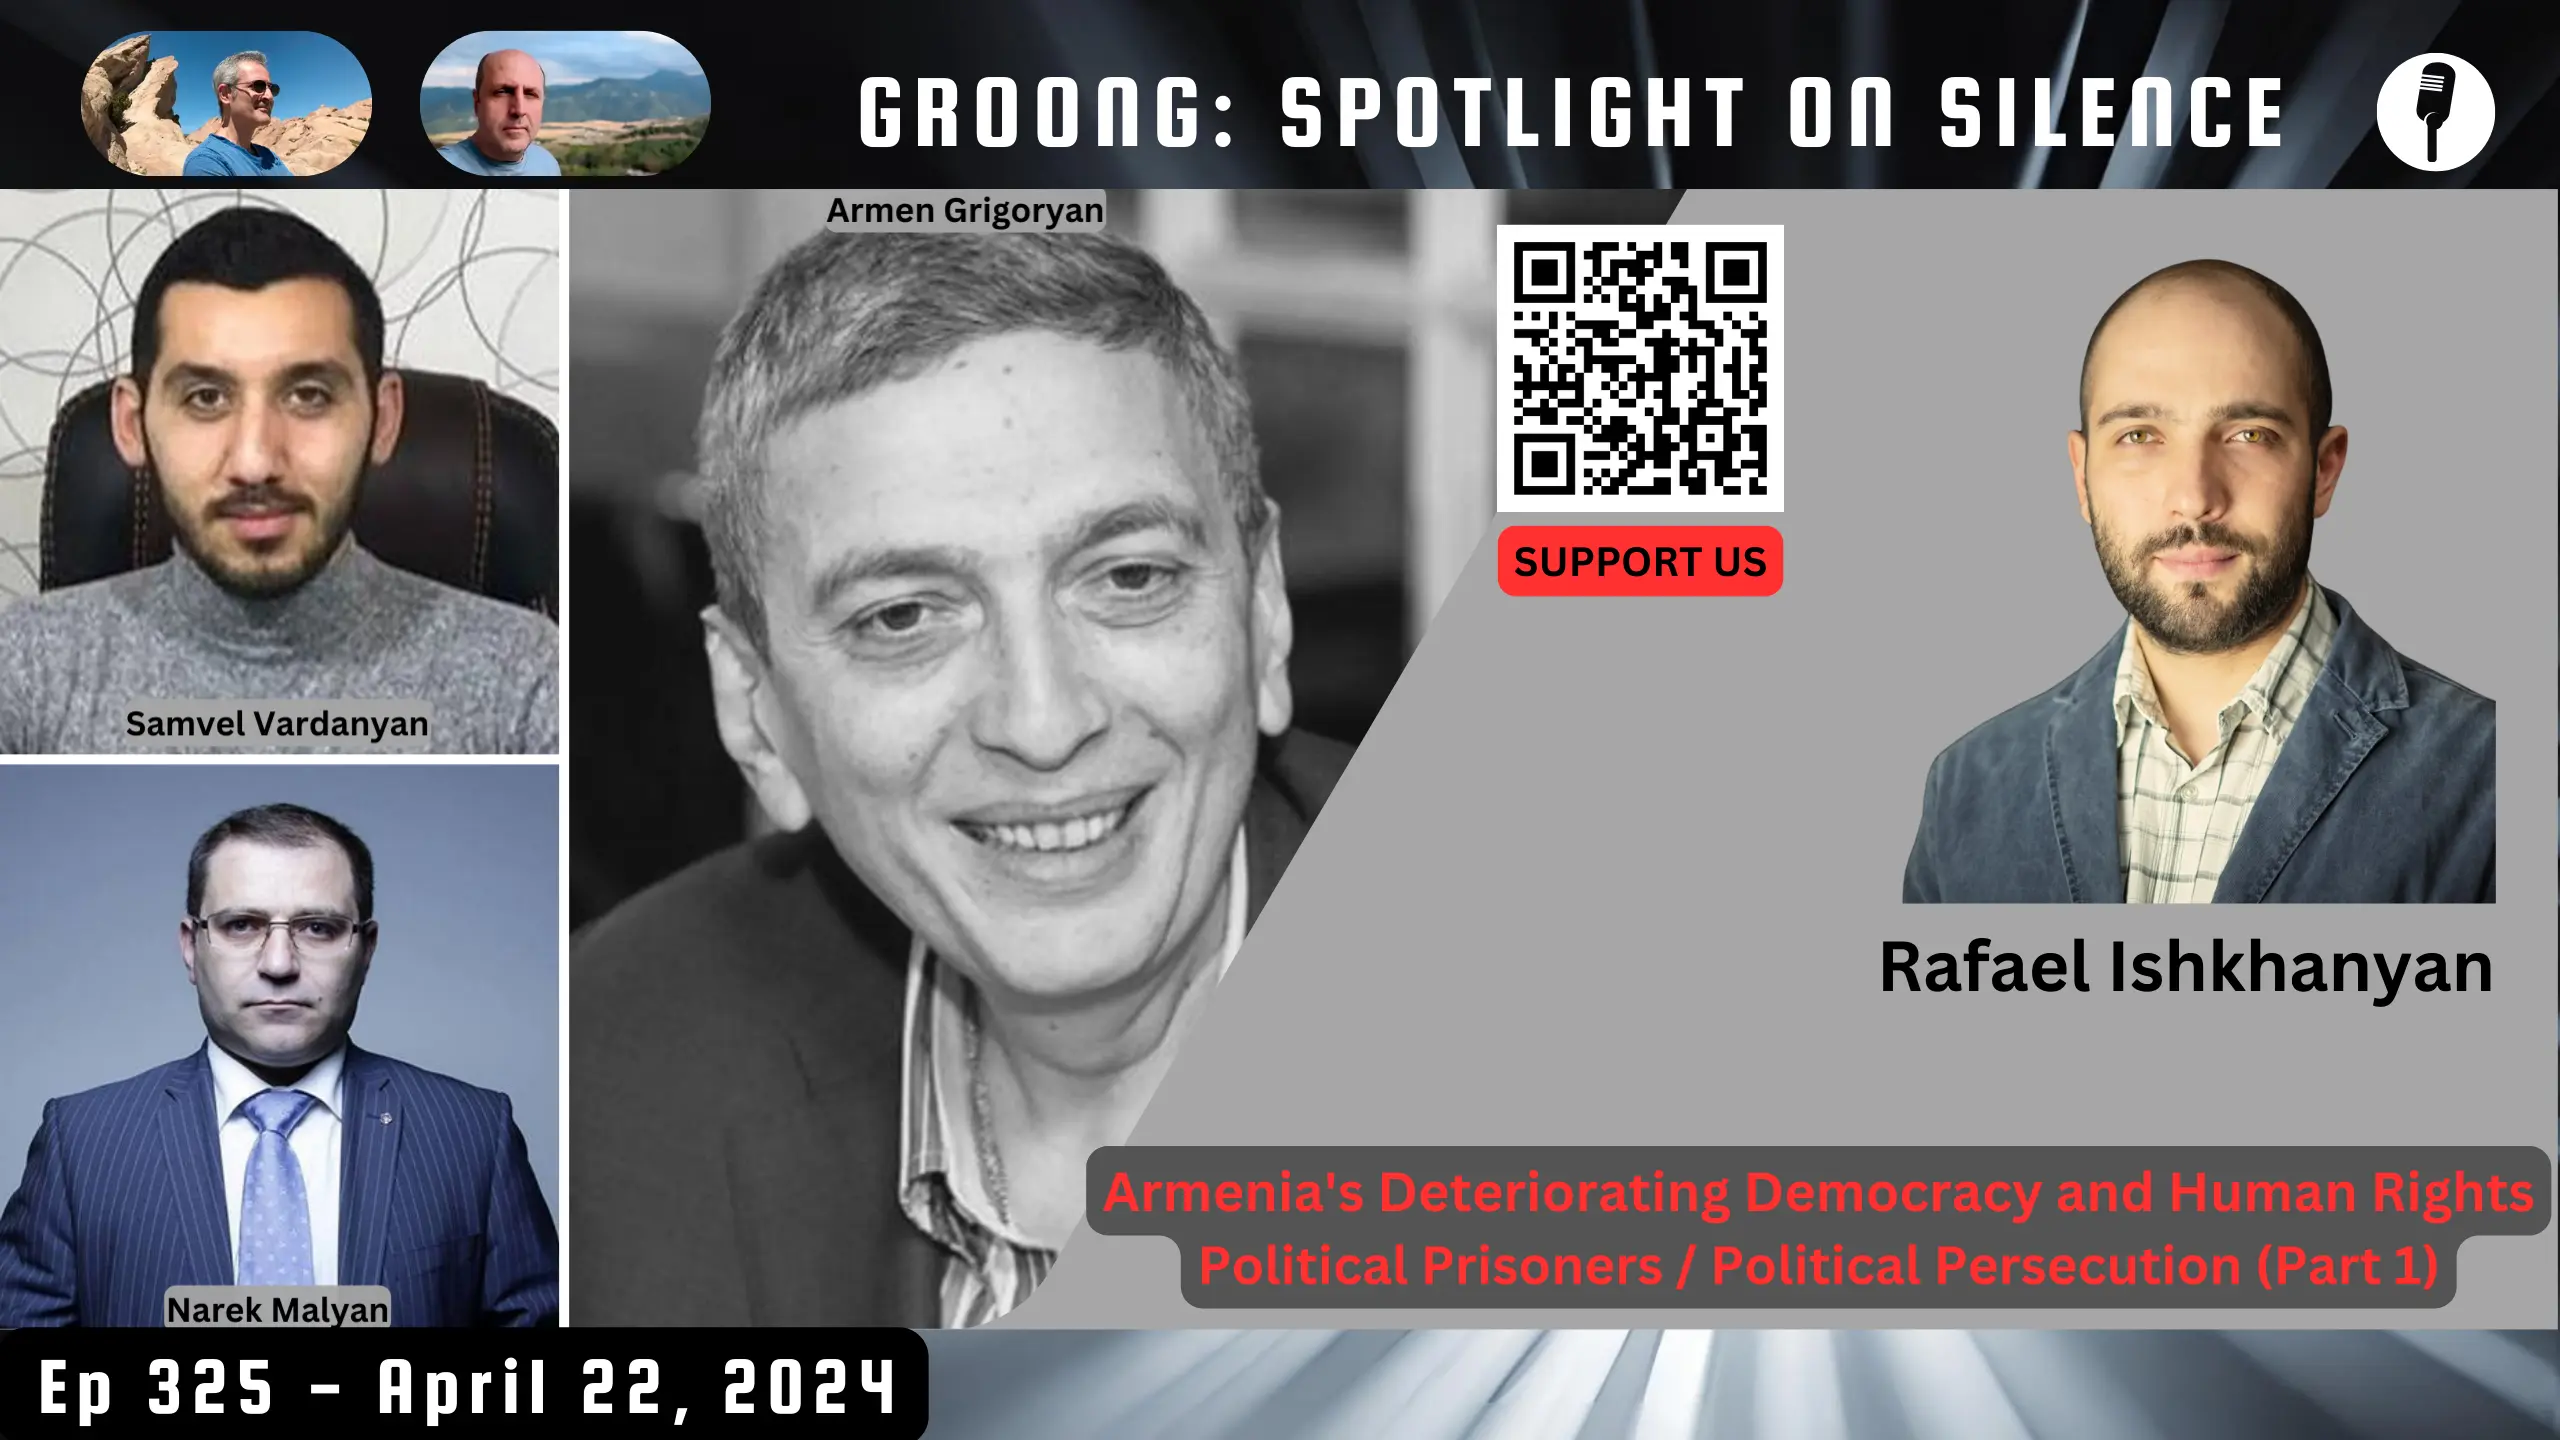 GROONG: SPOTLIGHT ON SILENCE
Armen Grigoryan
SUPPORT US
Samvel Vardanyan
Rafael Ishkhanyan
Armenia's Deteriorating Democracy and Human Rights
Political Prisoners / Political Persecution (Part 1)
Narek Malyan
Ep 325 - April 22, 2024